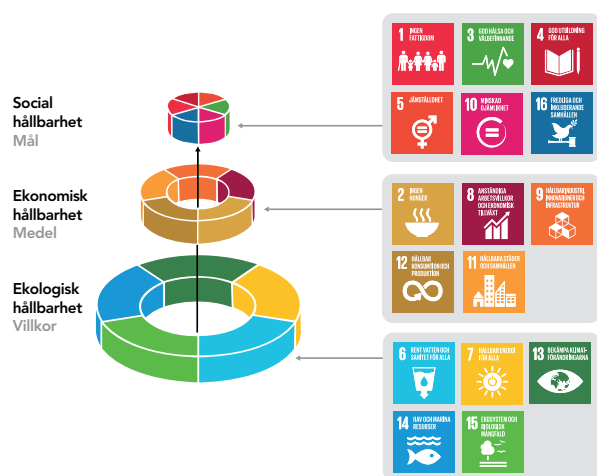 Social
hållbarhet
Mål
Ekonomisk
hållbarhet
Medel
Ekologisk
hållbarhet
Villkor
1 INGEN
FATTIGDOM
3 GOD HÄLSA OCH
VÄLBEFINNANDE
4 GOD UTBILDNING
FÖR ALLA
5 JÄMSTÄLLDHET
10 MINSKAD
OJÄMLIKHET
16 FREDLIGA OCH
INKLUDERANDE
SAMHÄLLEN
2 INGEN
HUNGER
8 ANSTÄNDIGA
ARBETSVILLKOR
OCH EKONOMISK
TILLVÄXT
9 HÅLLBAR INDUSTRI,
INNOVATIONER OCH
INFRASTRUKTUR
12 HÅLLBAR
KONSUMTION OCH
PRODUKTION
11 HÅLLBARA STÄDER
OCH SAMHÄLLEN
6 RENT VATTEN OCH
SANITET FÖR ALLA
7 HÅLLBAR ENERGI
FÖR ALLA
13 BEKÄMPA KLIMAT-
FÖRÄNDRINGARNA
14 HAV OCH MARINA
RESURSER
15 EKOSYSTEM OCH
BIOLOGISK
MÅNGFALD